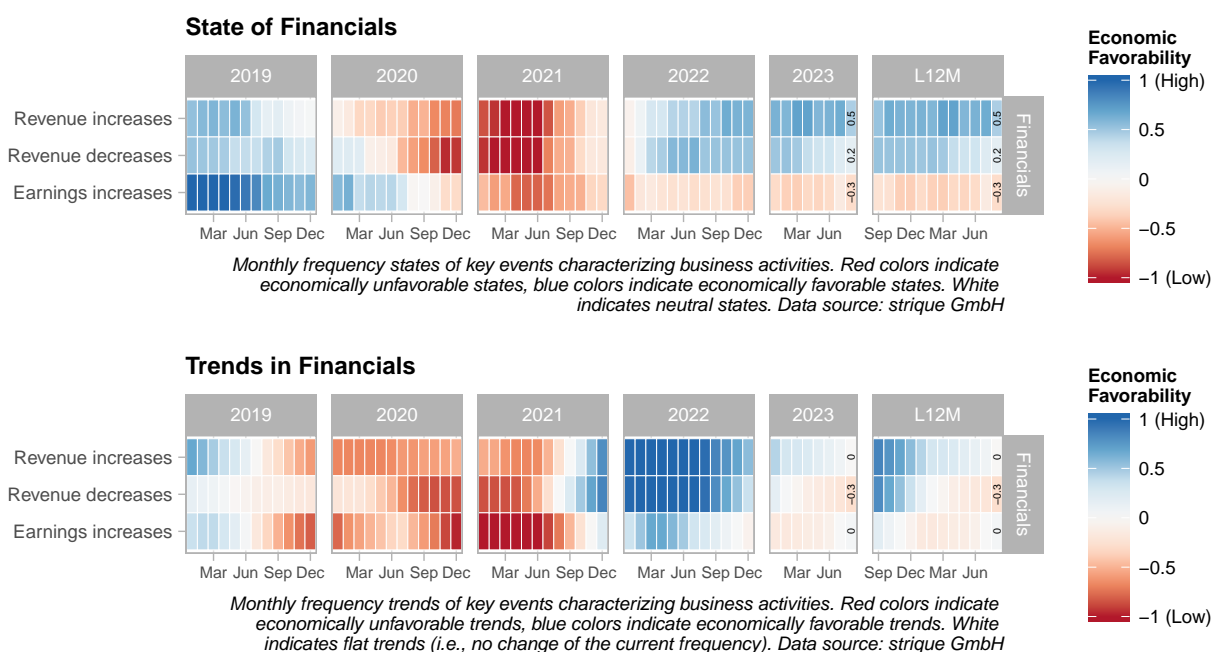 State of Financials
Economic
Favorability
2019 2020 2021 2022 2023 L12M
1 (High)
0.5
0
−0.5
−1 (Low)
Revenue increases 0.5
Revenue decreases 0.2
Earnings increases −0.3
Financials
Mar Jun Sep Dec Mar Jun Sep Dec Mar Jun Sep Dec Mar Jun Sep Dec Mar Jun Sep Dec Mar Jun
Monthly frequency states of key events characterizing business activities. Red colors indicate
economically unfavorable states, blue colors indicate economically favorable states. White
indicates neutral states. Data source: strique GmbH
Trends in Financials
Economic
Favorability
2019 2020 2021 2022 2023 L12M
1 (High)
0.5
0
−0.5
−1 (Low)
Revenue increases 0 0
Revenue decreases −0.3 −0.3
Earnings increases 0 0
Financials
Mar Jun Sep Dec Mar Jun Sep Dec Mar Jun Sep Dec Mar Jun Sep Dec Mar Jun Sep Dec Mar Jun
Monthly frequency trends of key events characterizing business activities. Red colors indicate
economically unfavorable trends, blue colors indicate economically favorable trends. White
indicates flat trends (i.e., no change of the current frequency). Data source: strique GmbH